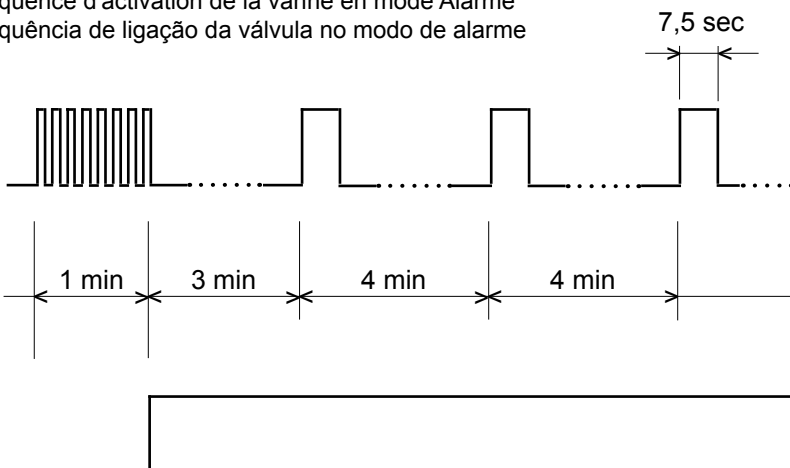 quence d'activation de la vanne en mode Alarme
quência de ligação da válvula no modo de alarme
7,5 sec
1 min
3 min
4 min
4 min